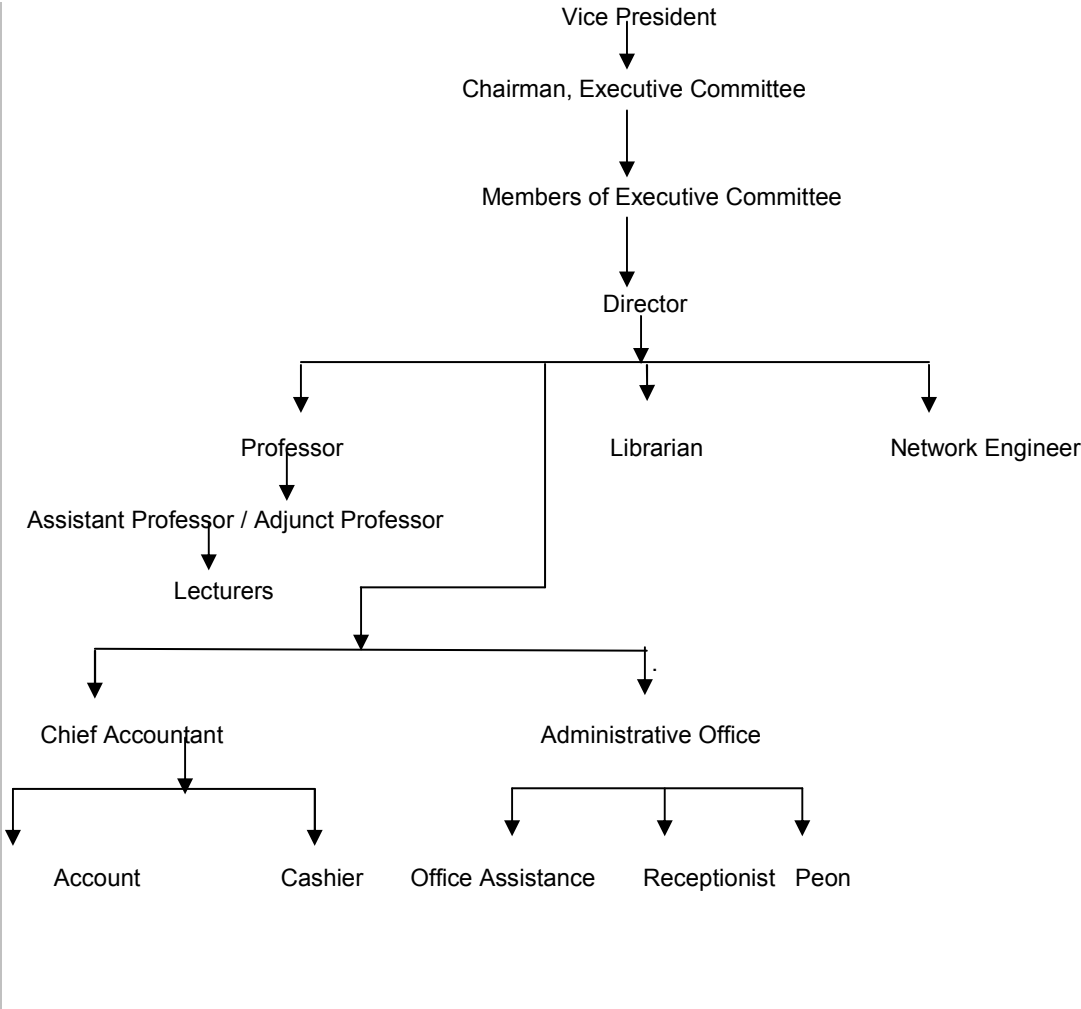 Vice President
Chairman, Executive Committee
Members of Executive Committee
Director
Professor
Librarian
Network Engineer
Assistant Professor / Adjunct Professor
Lecturers
.
Chief Accountant
Administrative Office
Account
Cashier
Office Assistance
Receptionist
Peon